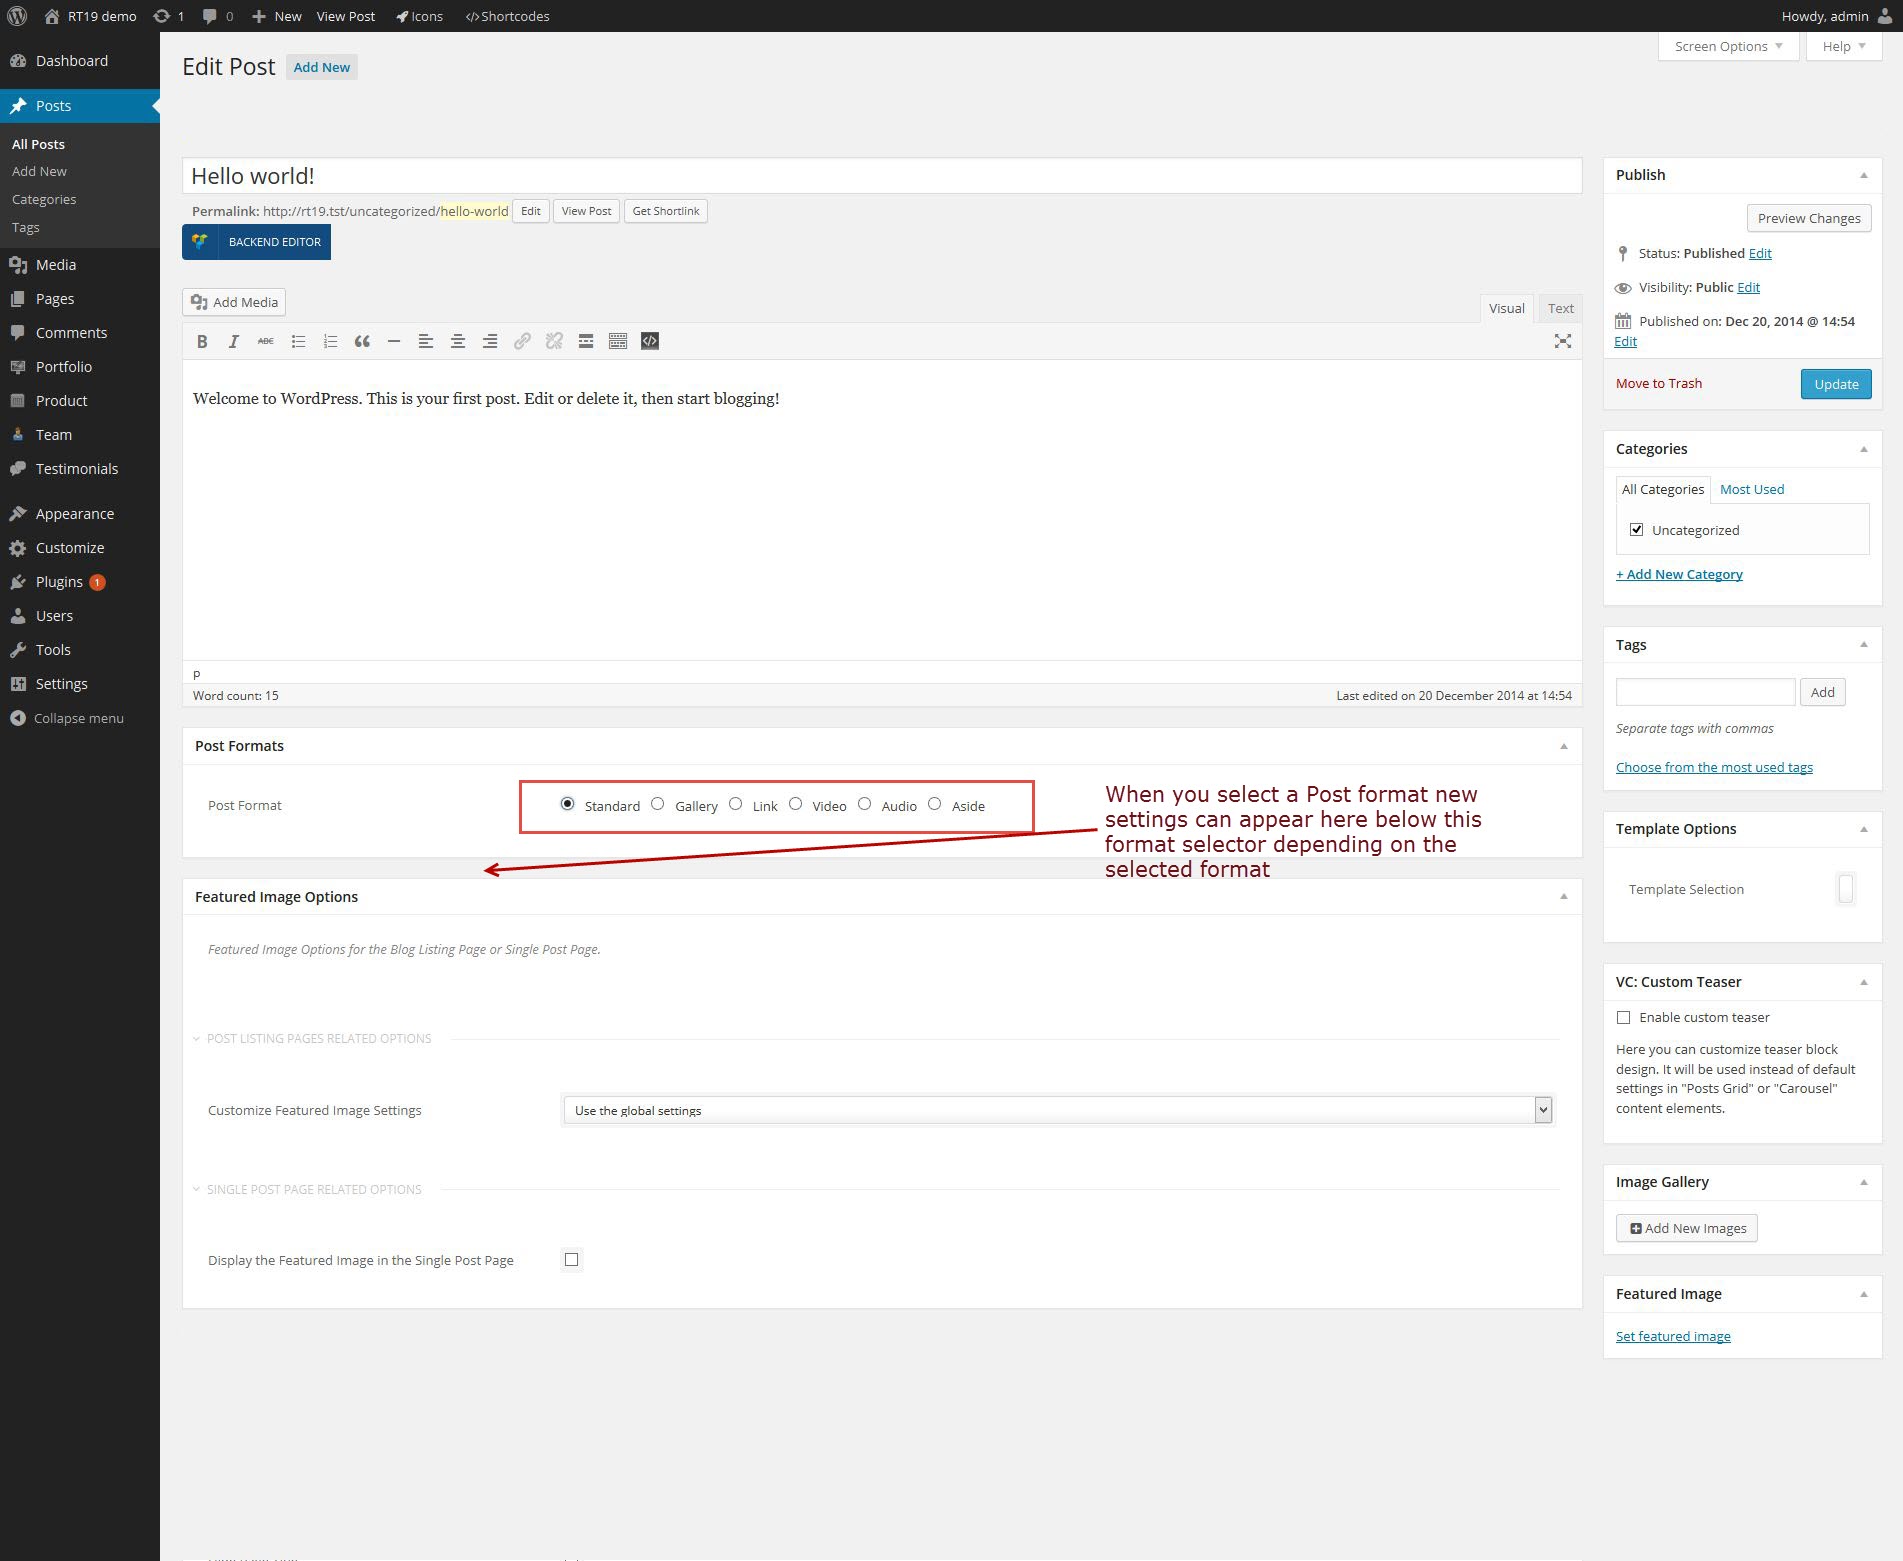 RT19 demo 1 0 New View Post Icons Shortcodes Howdy, admin
Dashboard
Posts
All Posts
Add New
Categories
Tags
Media
Pages
Comments
Portfolio
Product
Team
Testimonials
Appearance
Customize
Plugins 1
Users
Tools
Settings
Collapse menu
Screen Options Help
Edit Post Add New
Hello world!
Permalink: http://rt19.tst/uncategorized/hello-world Edit View Post Get Shortlink
BACKEND EDITOR
Add Media
Visual Text
B I ABC
Welcome to WordPress. This is your first post. Edit or delete it, then start blogging!
p
Word count: 15 Last edited on 20 December 2014 at 14:54
Post Formats
Post Format Standard Gallery Link Video Audio Aside
When you select a Post format new
settings can appear here below this
format selector depending on the
selected format
Featured Image Options
Featured Image Options for the Blog Listing Page or Single Post Page.
POST LISTING PAGES RELATED OPTIONS
Customize Featured Image Settings Use the global settings
SINGLE POST PAGE RELATED OPTIONS
Display the Featured Image in the Single Post Page
Publish
Preview Changes
Status: Published Edit
Visibility: Public Edit
Published on: Dec 20, 2014 @ 14:54
Edit
Move to Trash Update
Categories
All Categories Most Used
Uncategorized
+ Add New Category
Tags
Add
Separate tags with commas
Choose from the most used tags
Template Options
Template Selection
VC: Custom Teaser
Enable custom teaser
Here you can customize teaser block
design. It will be used instead of default
settings in "Posts Grid" or "Carousel"
content elements.
Image Gallery
Add New Images
Featured Image
Set featured image